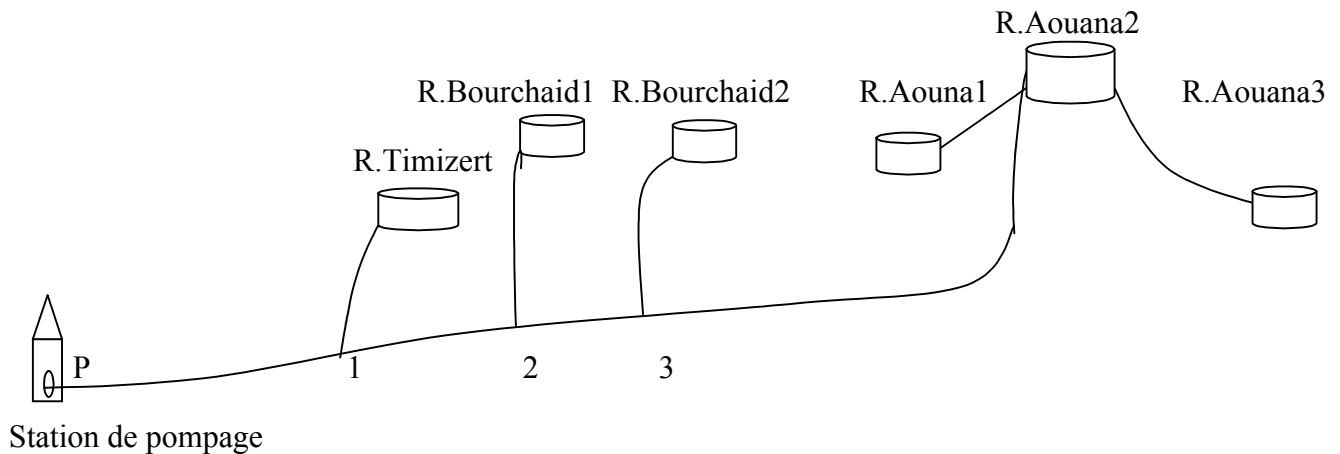 R.Aouana2
R.Bourchaid1 R.Bourchaid2 R.Aouna1 R.Aouana3
R.Timizert
P 1 2 3
Station de pompage